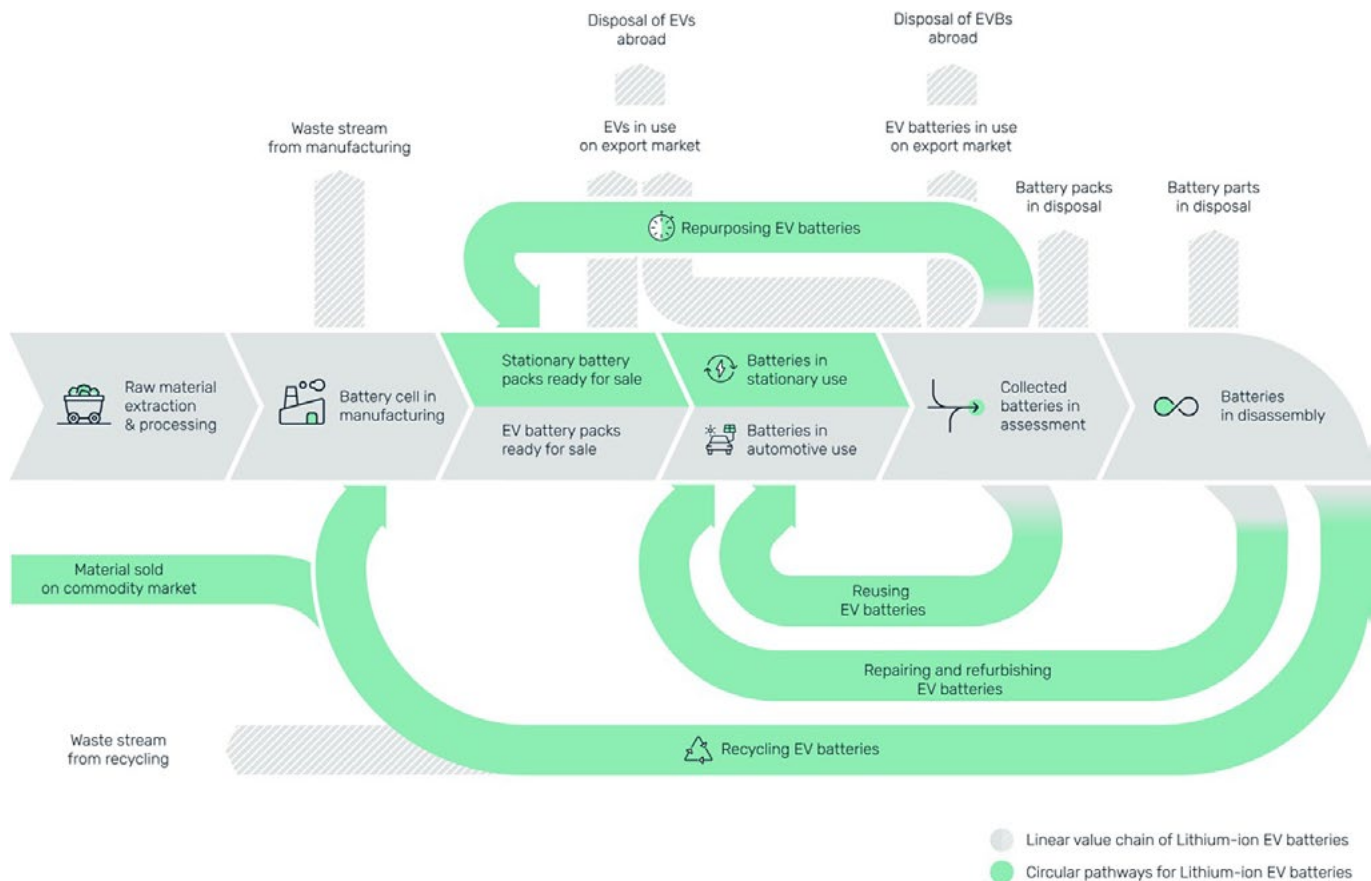 Disposal of EVs
abroad
Disposal of EVBs
abroad
Waste stream
from manufacturing
EVs in use
on export market
EV batteries in use
on export market
Battery packs
in disposal
Battery parts
in disposal
Repurposing EV batteries
Raw material
extraction
& processing
Battery cell in
manufacturing
Stationary battery
packs ready for sale
EV battery packs
ready for sale
Batteries in
stationary use
Batteries in
automotive use
Collected
batteries in
assessment
Batteries
in disassembly
Material sold
on commodity market
Reusing
EV batteries
Repairing and refurbishing
EV batteries
Waste stream
from recycling
Recycling EV batteries
Linear value chain of Lithium-ion EV batteries
Circular pathways for Lithium-ion EV batteries